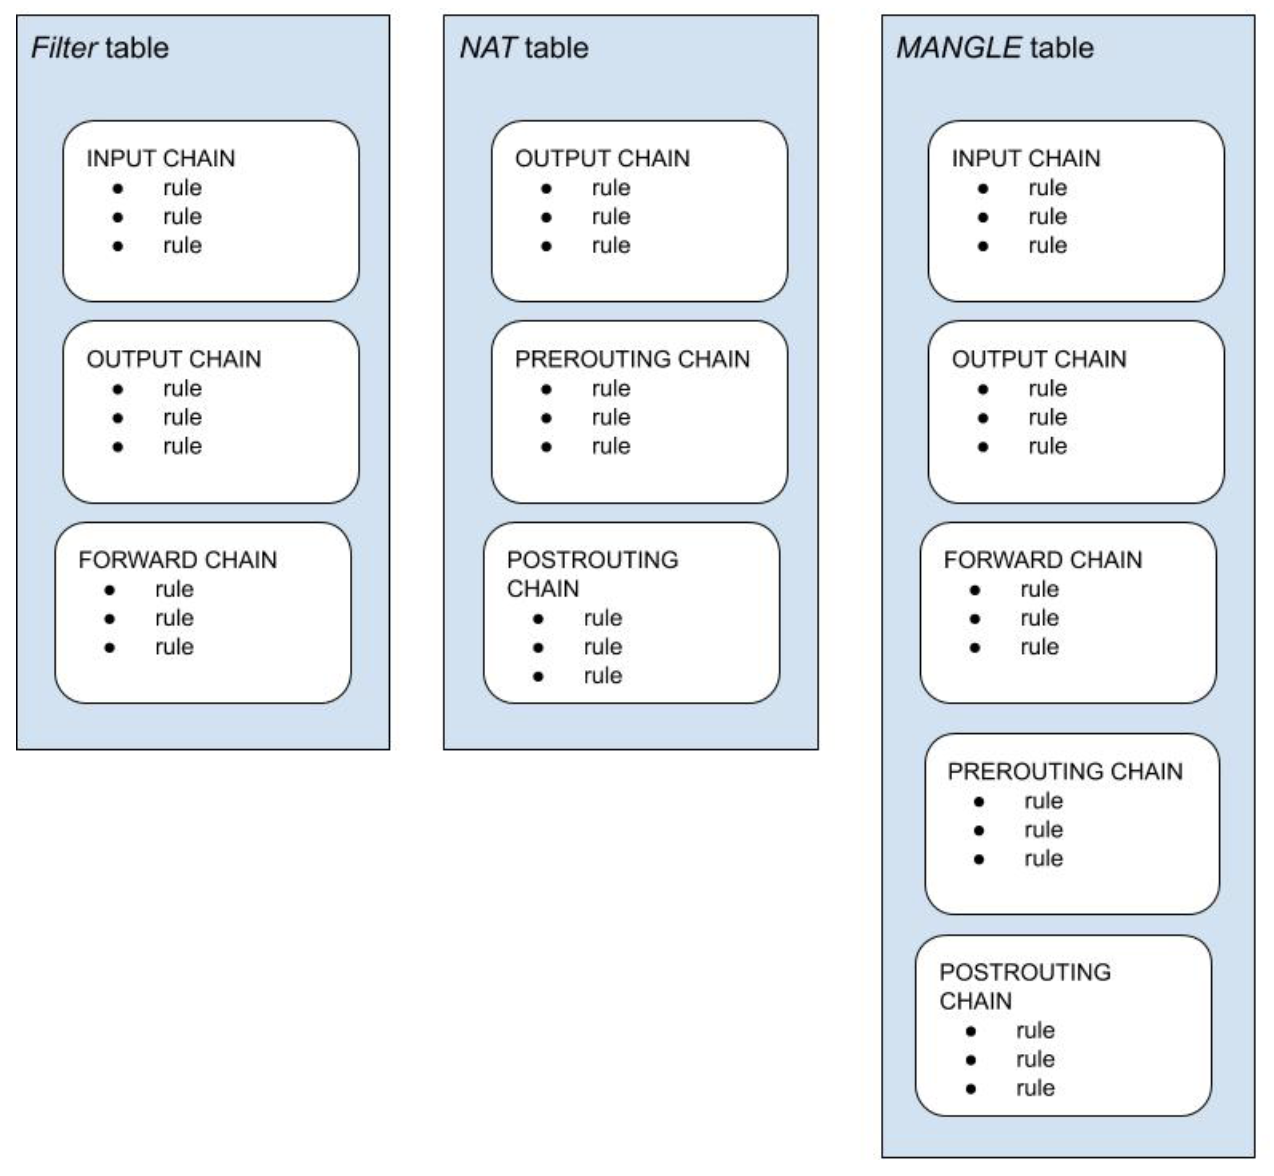 Filter table
INPUT CHAIN
● rule
● rule
● rule
OUTPUT CHAIN
● rule
● rule
● rule
FORWARD CHAIN
● rule
● rule
● rule
NAT table
OUTPUT CHAIN
● rule
● rule
● rule
PREROUTING CHAIN
● rule
● rule
● rule
POSTROUTING
CHAIN
● rule
● rule
● rule
MANGLE table
INPUT CHAIN
● rule
● rule
● rule
OUTPUT CHAIN
● rule
● rule
● rule
FORWARD CHAIN
● rule
● rule
● rule
PREROUTING CHAIN
● rule
● rule
● rule
POSTROUTING
CHAIN
● rule
● rule
● rule